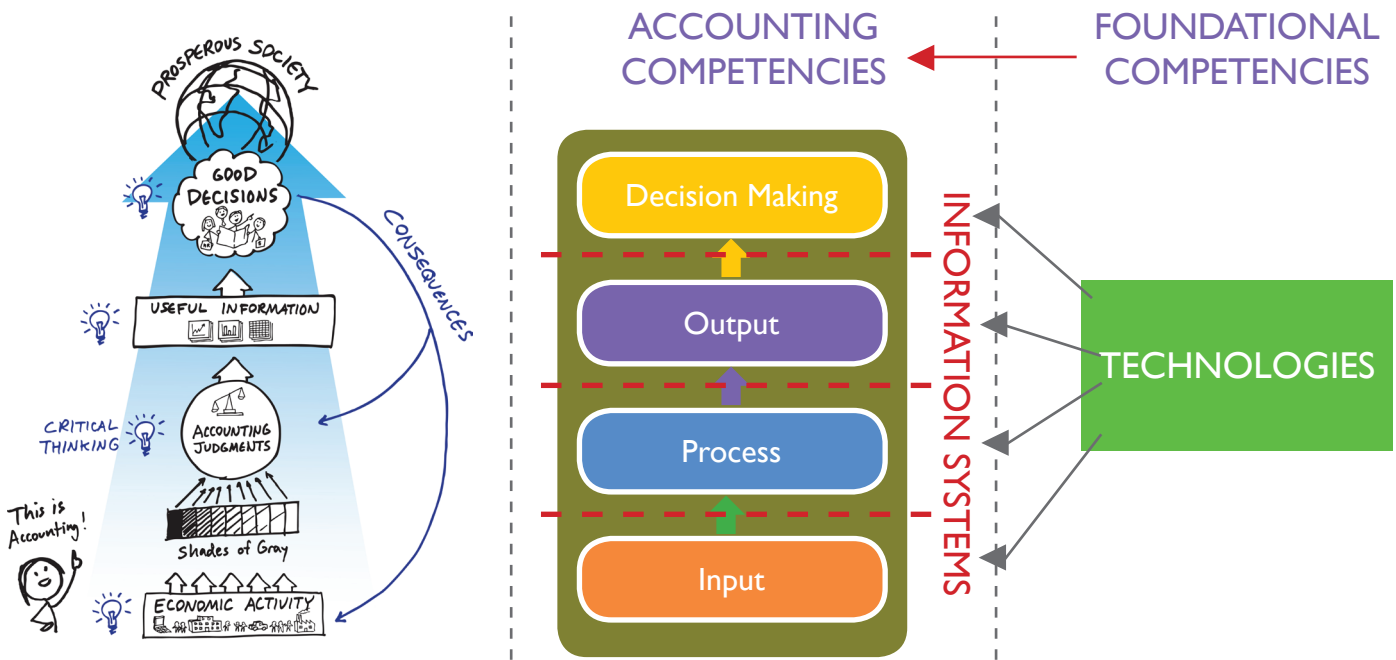 PROSPEROUS SOCIETY
GOOD
DECISIONS
CONSEQUENCES
USEFUL INFORMATION
CRITICAL
THINKING
ACCOUNTING
JUDGMENTS
This is
Accounting!
Shades of Gray
ECONOMIC ACTIVITY
ACCOUNTING
COMPETENCIES
Decision Making
Output
Process
Input
INFORMATION SYSTEMS
FOUNDATIONAL
COMPETENCIES
TECHNOLOGIES